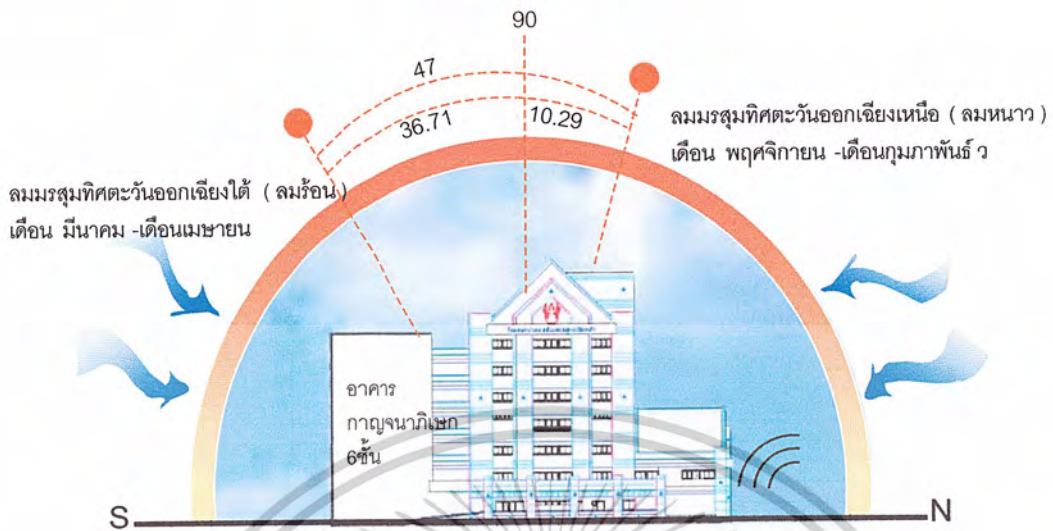 90
47
36.71
10.29
ลมมรสุมทิศตะวันออกเฉียงเหนือ ( ลมหนาว )
เดือน พฤศจิกายน -เดือนกุมภาพันธ์ ว
ลมมรสุมทิศตะวันออกเฉียงใต้ ( ลมร้อน )
เดือน มีนาคม -เดือนเมษายน
อาคาร
กาญจนาภิเษก
6ชั้น
S
N